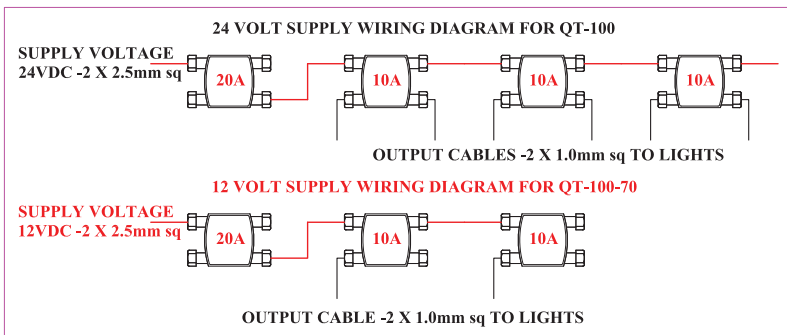 24 VOLT SUPPLY WIRING DIAGRAM FOR QT-100
SUPPLY VOLTAGE
24VDC -2 X 2.5mm sq
20A
10A
10A
10A
OUTPUT CABLES -2 X 1.0mm sq TO LIGHTS
12 VOLT SUPPLY WIRING DIAGRAM FOR QT-100-70
SUPPLY VOLTAGE
12VDC -2 X 2.5mm sq
20A
10A
10A
OUTPUT CABLE -2 X 1.0mm sq TO LIGHTS